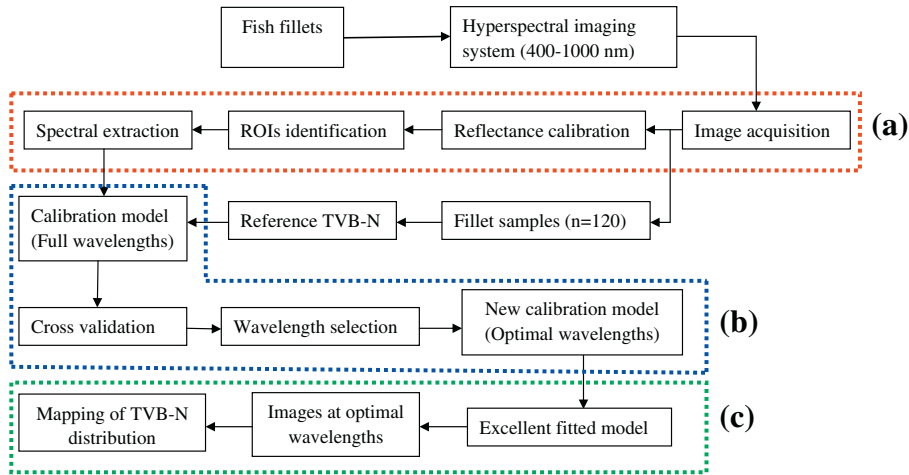 Fish fillets
Hyperspectral imaging
system (400-1000 nm)
Spectral extraction
ROIs identification
Reflectance calibration
Image acquisition
(a)
Calibration model
(Full wavelengths)
Reference TVB-N
Fillet samples (n=120)
Cross validation
Wavelength selection
New calibration model
(Optimal wavelengths)
(b)
Mapping of TVB-N
distribution
Images at optimal
wavelengths
Excellent fitted model
(c)